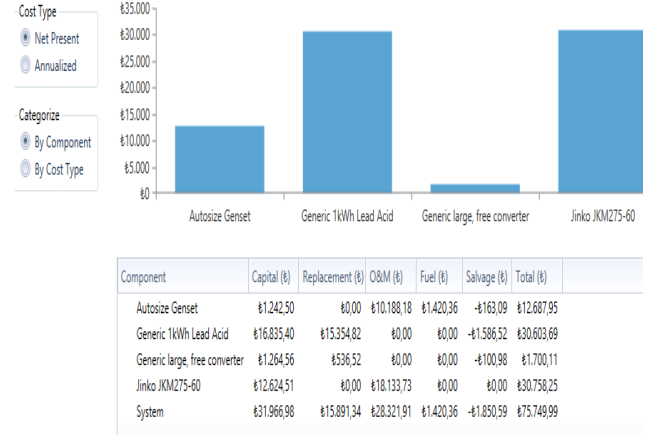 Cost Type
Net Present
Annualized
Categorize
By Component
By Cost Type
₺35.000
₺30.000
₺25.000
₺20.000
₺15.000
₺10.000
₺5.000
₺0
Autosize Genset Generic 1kWh Lead Acid Generic large, free converter Jinko JKM275-60
Component Capital (₺) Replacement (₺) O&M (₺) Fuel (₺) Salvage (₺) Total (₺)
Autosize Genset ₺1.242,50 ₺0,00 ₺10.188,18 ₺1.420,36 -₺163,09 ₺12.687,95
Generic 1kWh Lead Acid ₺16.835,40 ₺15.354,82 ₺0,00 ₺0,00 -₺1.586,52 ₺30.603,69
Generic large, free converter ₺1.264,56 ₺536,52 ₺0,00 ₺0,00 -₺100,98 ₺1.700,11
Jinko JKM275-60 ₺12.624,51 ₺0,00 ₺18.133,73 ₺0,00 ₺0,00 ₺30.758,25
System ₺31.966,98 ₺15.891,34 ₺28.321,91 ₺1.420,36 -₺1.850,59 ₺75.749,99